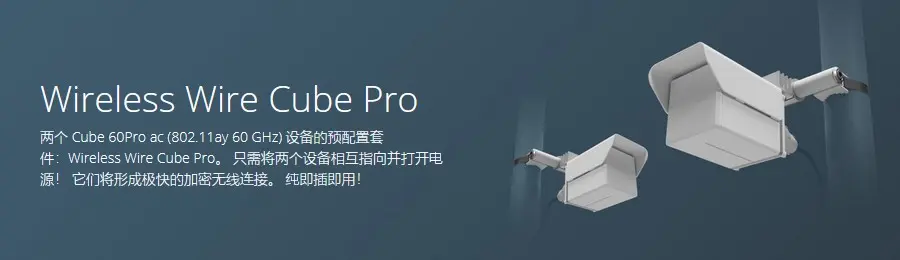 Wireless Wire Cube Pro
两个 Cube 60Pro ac (802.11ay 60 GHz) 设备的预配置套
件：Wireless Wire Cube Pro。 只需将两个设备相互指向并打开电
源！ 它们将形成极快的加密无线连接。 纯即插即用！